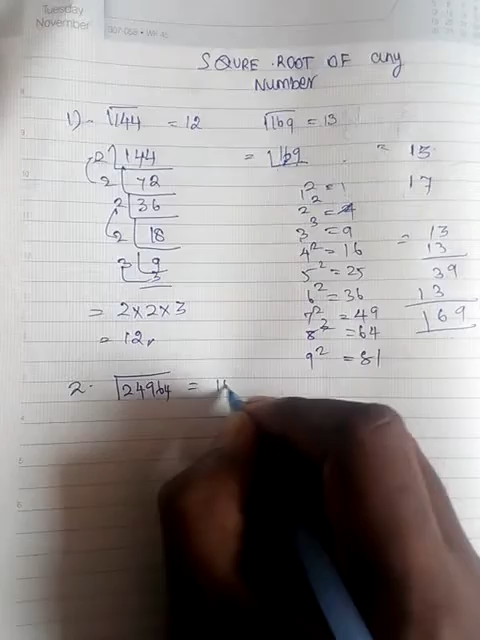 Tuesday
November
SQURE ROOT OF any
Number
1) - √144 = 12
√169 = 13
2 144
2 72
2 36
2 18
3 9
3
= 2×2×3
= 12
= √169
= 13
17
1² = 1
2² = 4
3³ = 9
4² = 16
5² = 25
6² = 36
7² = 49
8² = 64
9² = 81
= 13
13
39
13
169
2. √24964 =